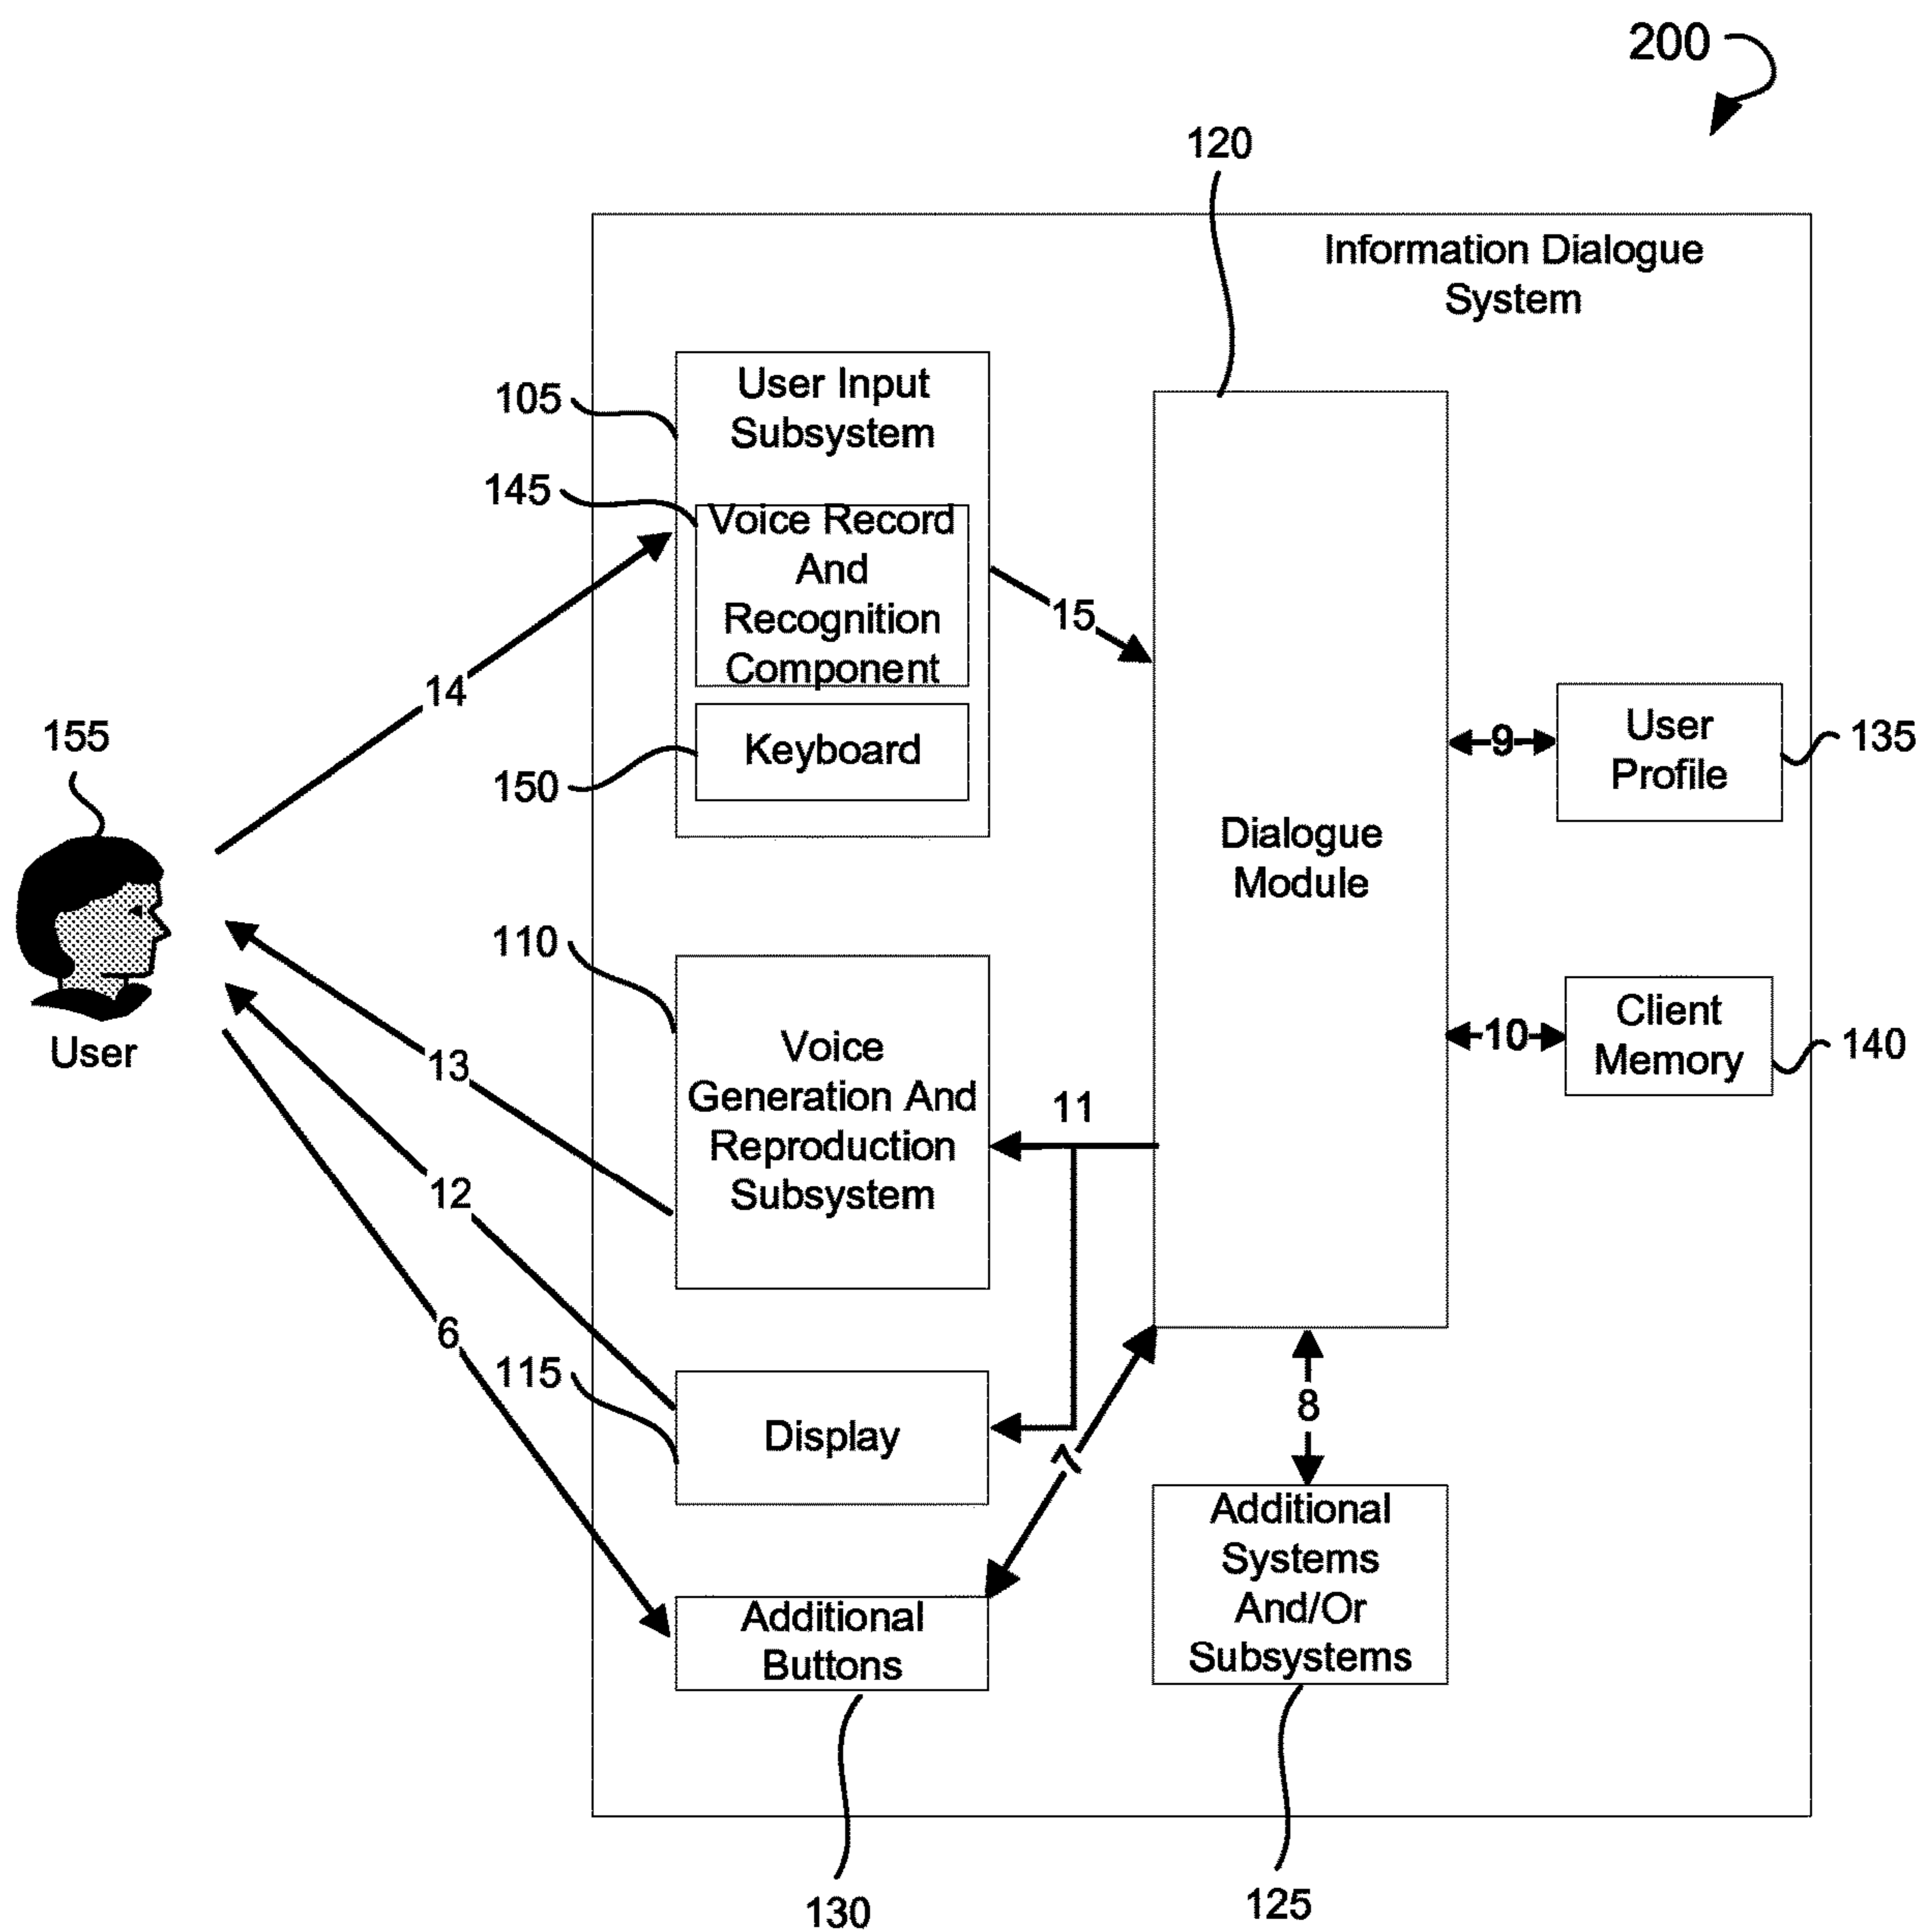 200
120
Information Dialogue
System
105
User Input
Subsystem
145
Voice Record
And
Recognition
Component
14
15
155
150
Keyboard
9
User
Profile
135
Dialogue
Module
User
110
Voice
Generation And
Reproduction
Subsystem
13
11
10
Client
Memory
140
12
6
115
Display
7
8
Additional
Systems
And/Or
Subsystems
Additional
Buttons
130
125